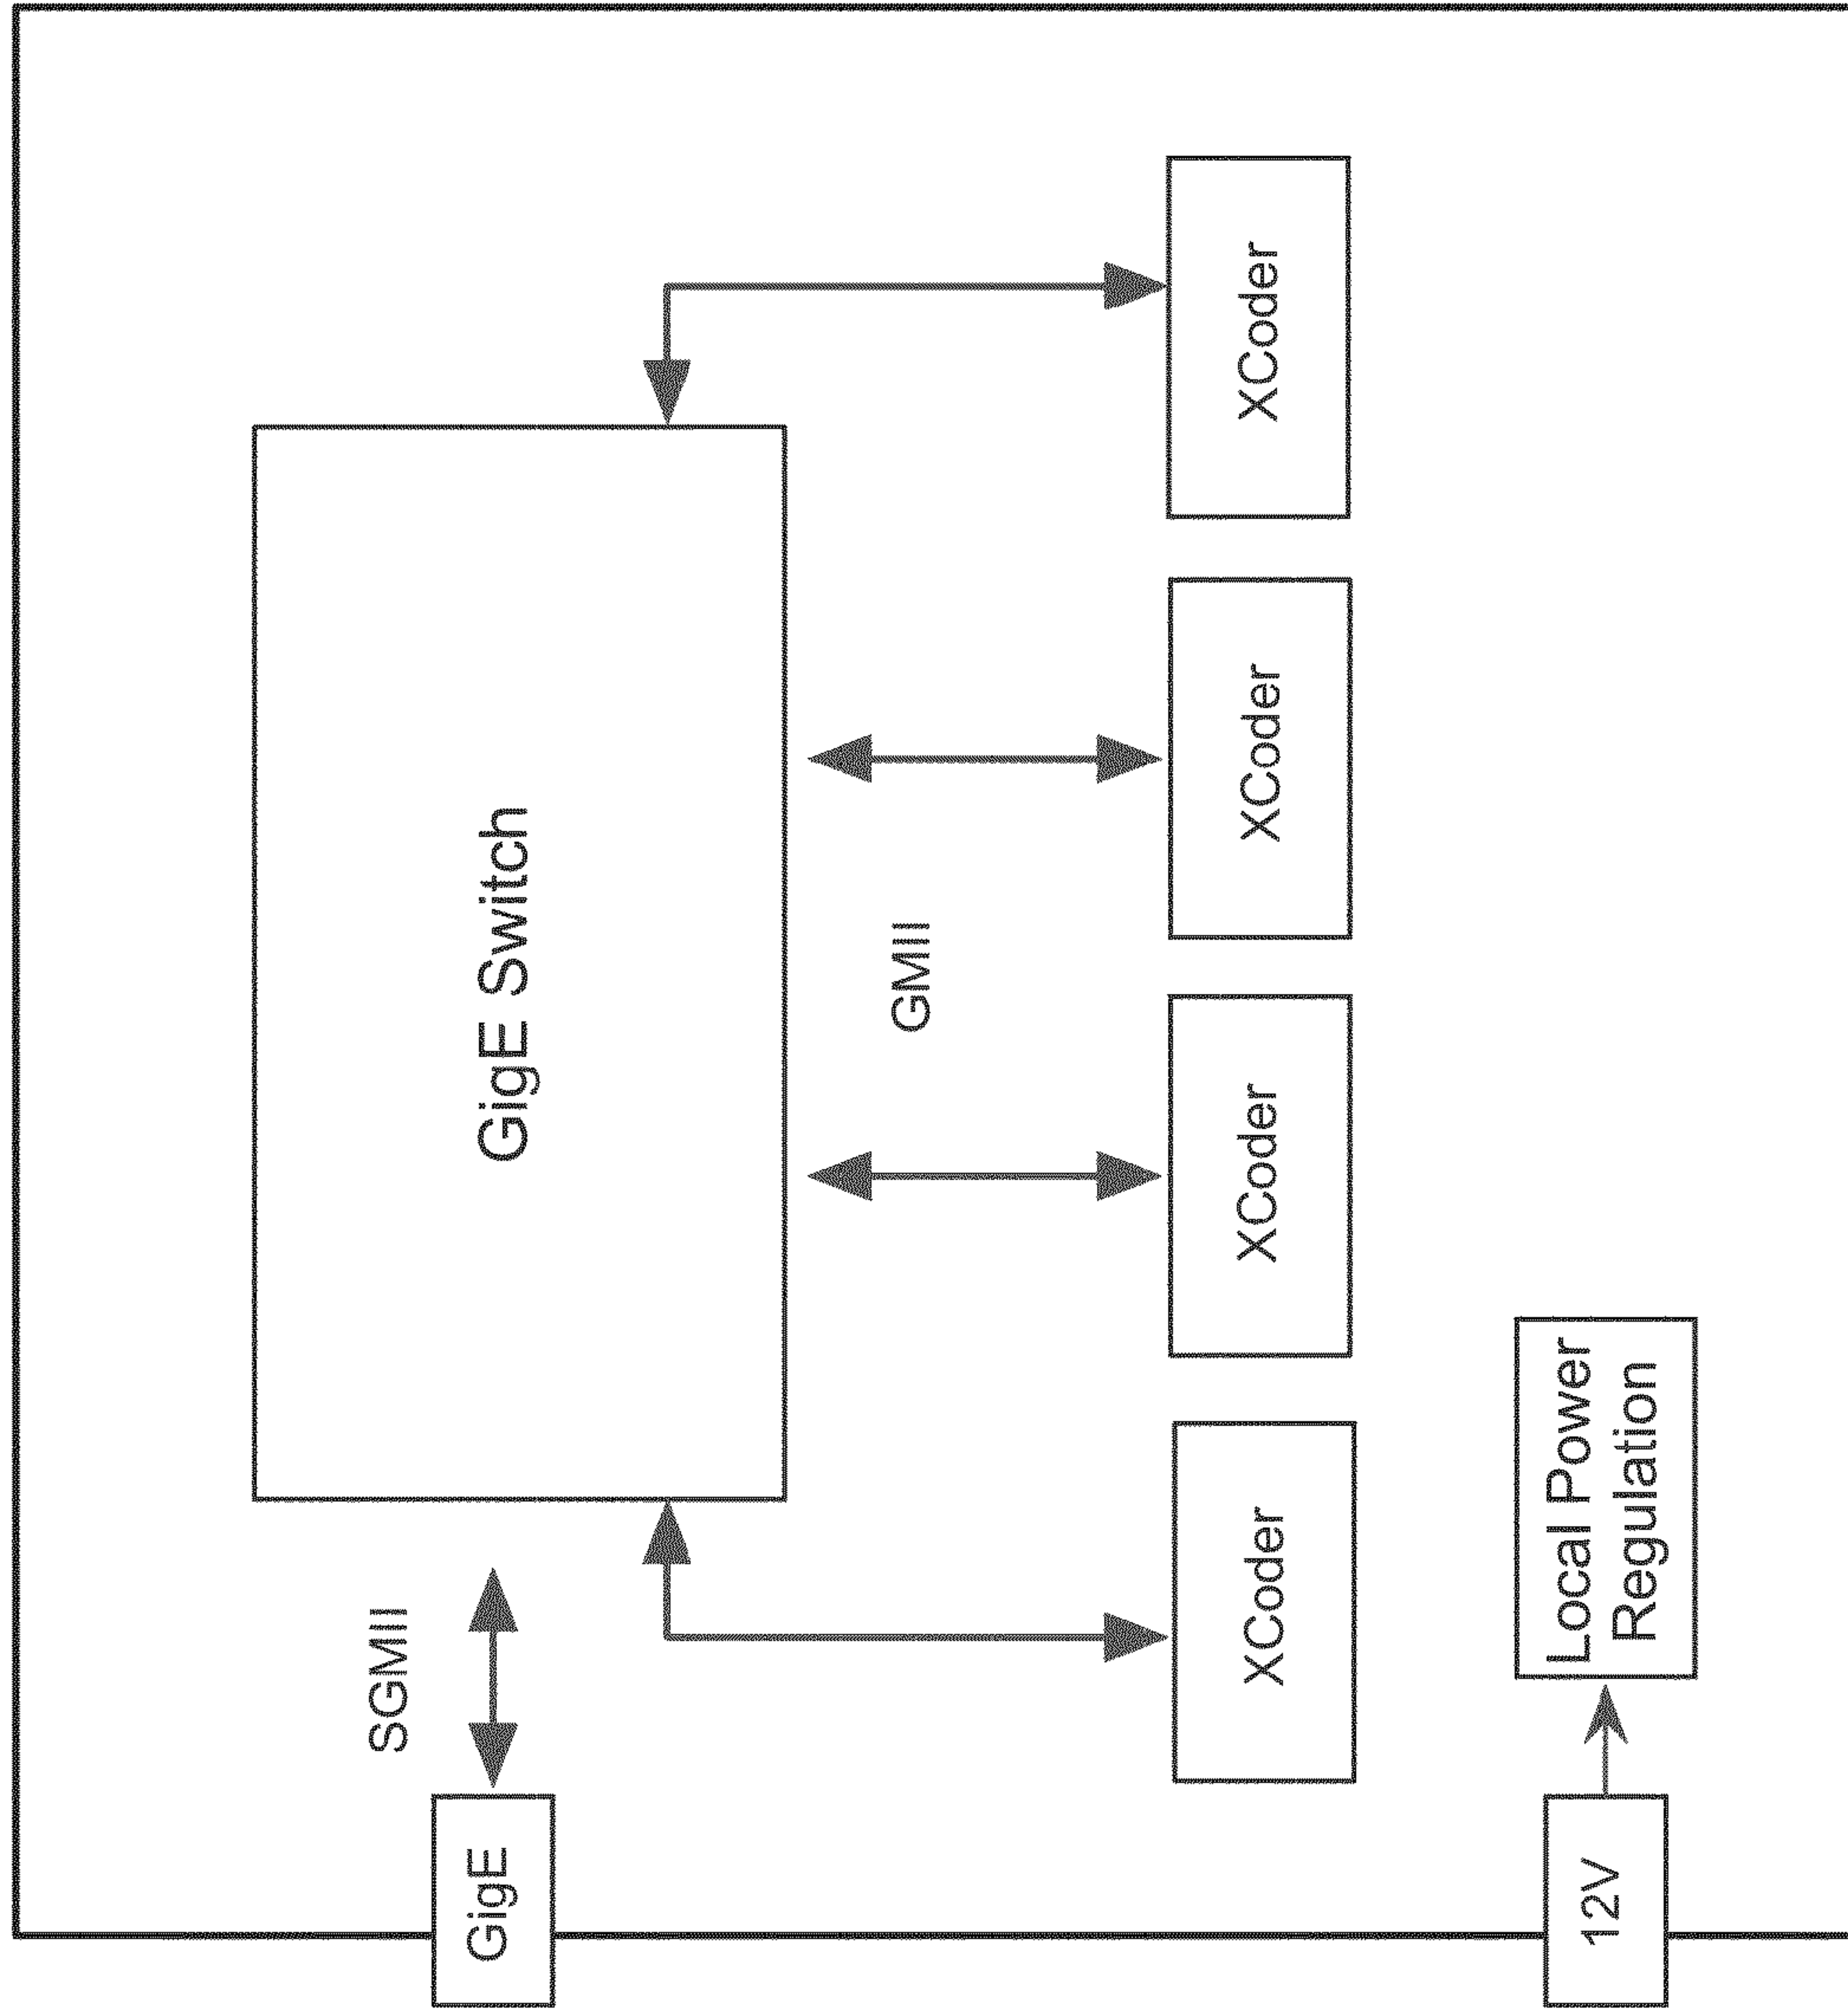 SGMII
GigE
GigE Switch
GMII
XCoder
XCoder
XCoder
XCoder
12V
Local Power
Regulation